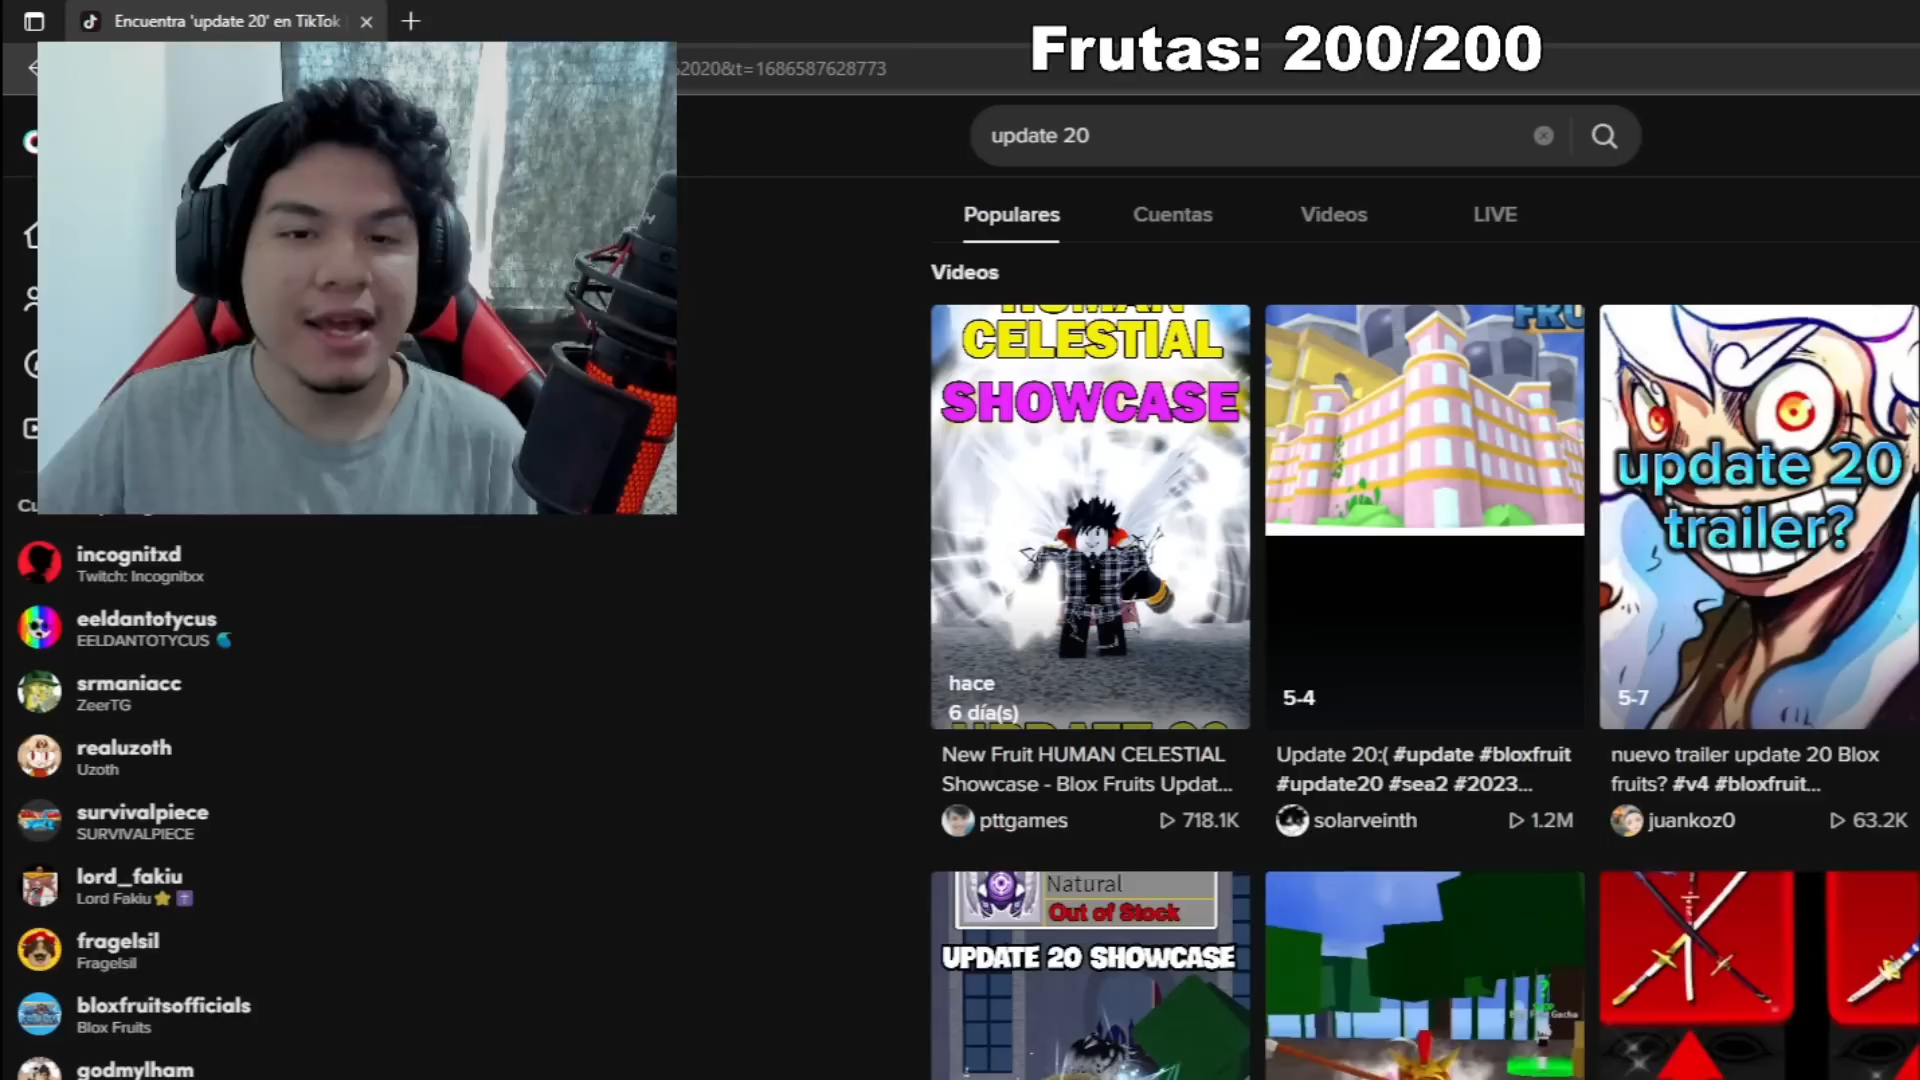 Encuentra 'update 20' en TikTok
2020&t=1686587628773
Frutas: 200/200
update 20
Populares
Cuentas
Videos
LIVE
Videos
HUMAN
CELESTIAL
SHOWCASE
hace
6 día(s)
New Fruit HUMAN CELESTIAL
Showcase - Blox Fruits Updat...
pttgames
718.1K
5-4
Update 20:( #update #bloxfruit
#update20 #sea2 #2023...
solarveinth
1.2M
update 20
trailer?
5-7
nuevo trailer update 20 Blox
fruits? #v4 #bloxfruit...
juankoz0
63.2K
incognitxd
Twitch: Incognitxx
eeldantotycus
EELDANTOTYCUS
srmaniacc
ZeerTG
realuzoth
Uzoth
survivalpiece
SURVIVALPIECE
lord_fakiu
Lord Fakiu
fragelsil
Fragelsil
bloxfruitsofficials
Blox Fruits
godmylham
Natural
Out of Stock
UPDATE 20 SHOWCASE